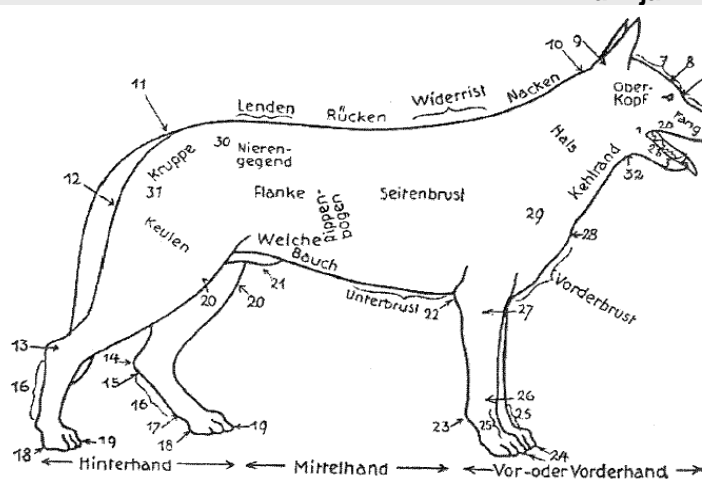 9
10
7
8
11
Lenden
Rücken
Widerrist
Nacken
Ober-
Kopf
Fang
30
Nieren-
gegend
Hals
1
20
Kruppe
12
31
Flanke
Rippen-
bogen
Seitenbrust
Kehlrand
32
29
28
Keulen
Welche
Bauch
20
20
21
Unterbrust
22
27
Vorderbrust
13
14
15
16
16
17
18
19
26
25
25
23
24
18
19
Hinterhand
Mittelhand
Vor-oder Vorderhand